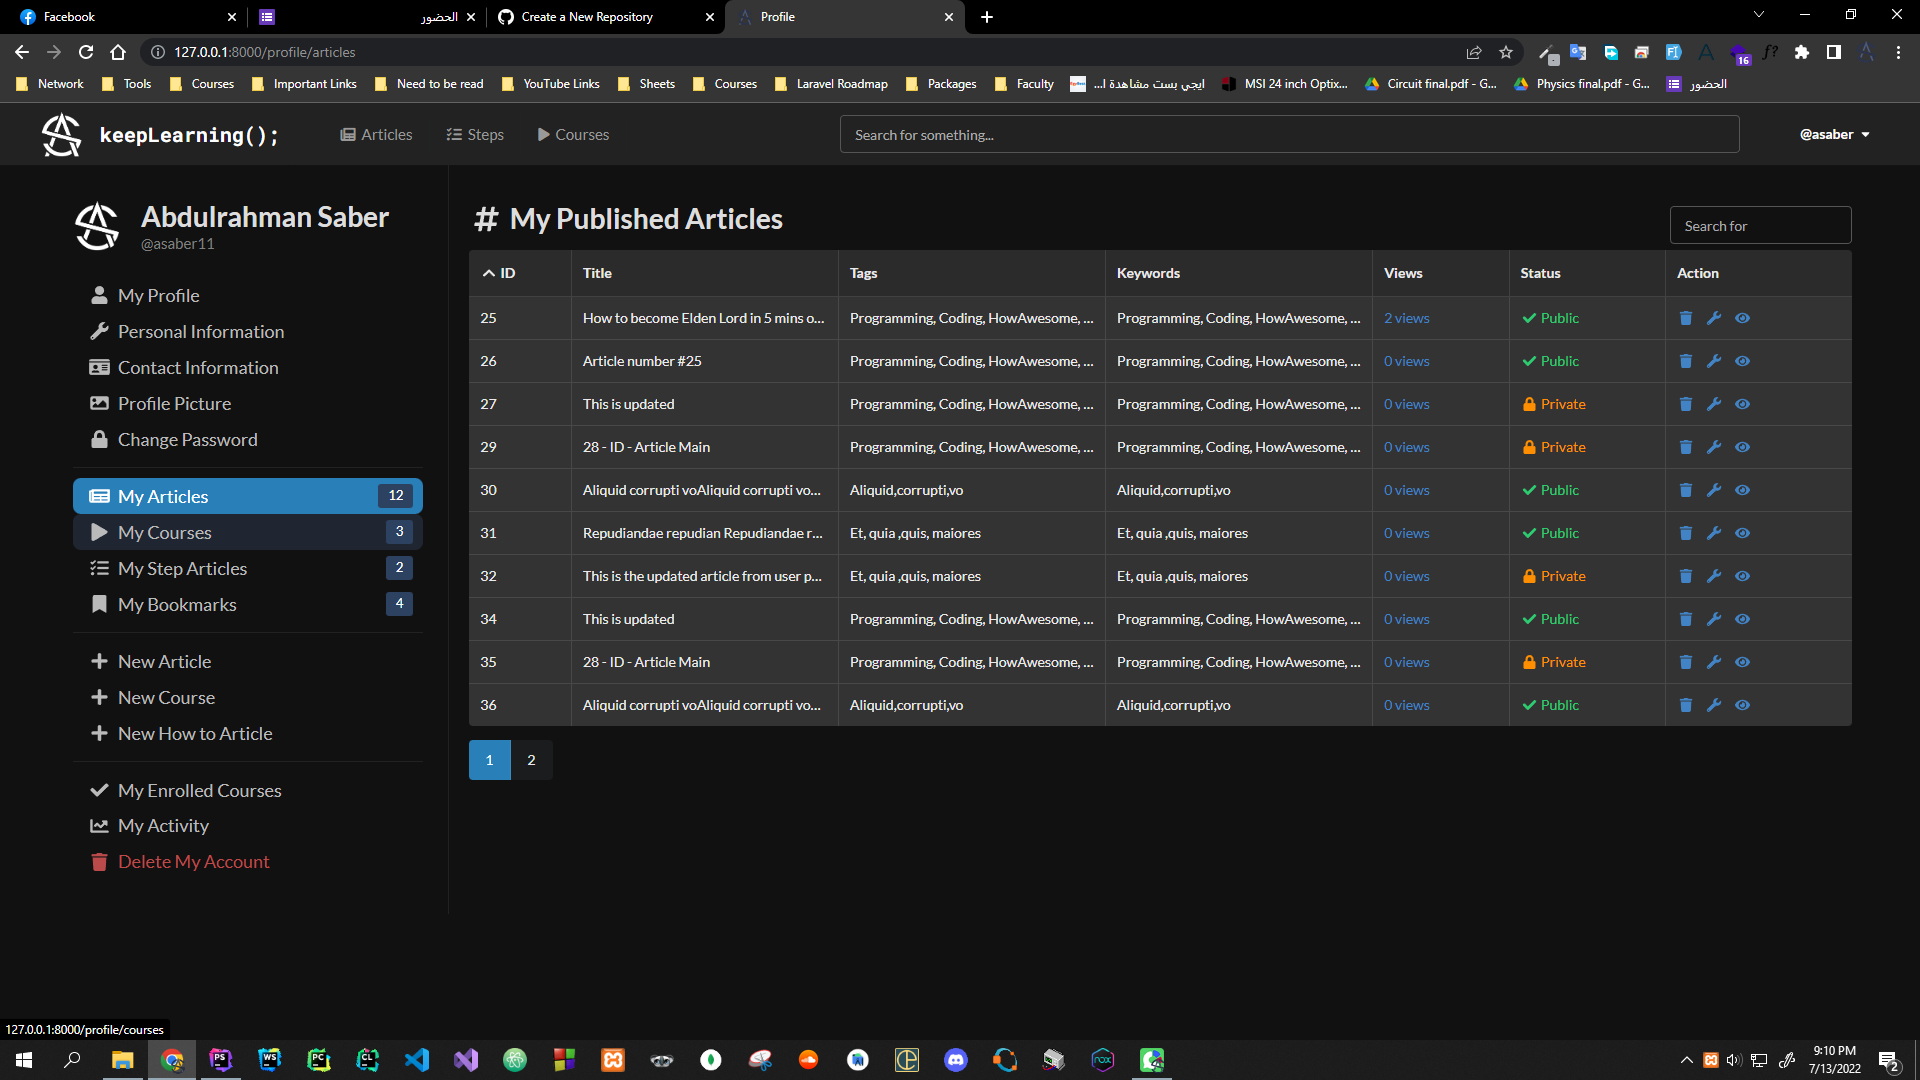 Facebook
الحضور
Create a New Repository
Profile
127.0.0.1:8000/profile/articles
16
Network
Tools
Courses
Important Links
Need to be read
YouTube Links
Sheets
Courses
Laravel Roadmap
Packages
Faculty
ايجي بست مشاهدة ا...
MSI 24 inch Optix...
Circuit final.pdf - G...
Physics final.pdf - G...
الحضور
keepLearning();
Articles
Steps
Courses
Search for something...
@asaber
Abdulrahman Saber
@asaber11
My Profile
Personal Information
Contact Information
Profile Picture
Change Password
My Articles 12
My Courses 3
My Step Articles 2
My Bookmarks 4
New Article
New Course
New How to Article
My Enrolled Courses
My Activity
Delete My Account
# My Published Articles
Search for
ID Title Tags Keywords Views Status Action
25 How to become Elden Lord in 5 mins o... Programming, Coding, HowAwesome, ... Programming, Coding, HowAwesome, ... 2 views Public
26 Article number #25 Programming, Coding, HowAwesome, ... Programming, Coding, HowAwesome, ... 0 views Public
27 This is updated Programming, Coding, HowAwesome, ... Programming, Coding, HowAwesome, ... 0 views Private
29 28 - ID - Article Main Programming, Coding, HowAwesome, ... Programming, Coding, HowAwesome, ... 0 views Private
30 Aliquid corrupti voAliquid corrupti vo... Aliquid,corrupti,vo Aliquid,corrupti,vo 0 views Public
31 Repudiandae repudian Repudiandae r... Et, quia ,quis, maiores Et, quia ,quis, maiores 0 views Public
32 This is the updated article from user p... Et, quia ,quis, maiores Et, quia ,quis, maiores 0 views Private
34 This is updated Programming, Coding, HowAwesome, ... Programming, Coding, HowAwesome, ... 0 views Public
35 28 - ID - Article Main Programming, Coding, HowAwesome, ... Programming, Coding, HowAwesome, ... 0 views Private
36 Aliquid corrupti voAliquid corrupti vo... Aliquid,corrupti,vo Aliquid,corrupti,vo 0 views Public
1 2
127.0.0.1:8000/profile/courses
PS
WS
PC
CL
9:10 PM
7/13/2022
2